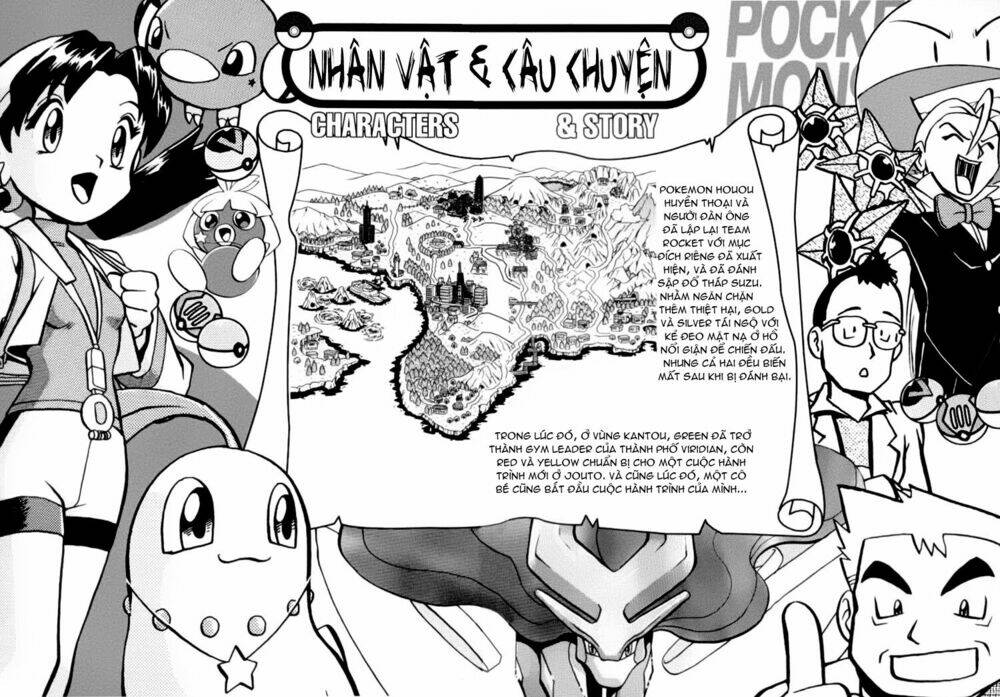 POCKE
MONS
NHÂN VẬT & CÂU CHUYỆN
CHARACTERS & STORY
POKEMON HOUOU
HUYỀN THOẠI VÀ
NGƯỜI ĐÀN ÔNG
ĐÃ LẬP LẠI TEAM
ROCKET VỚI MỤC
ĐÍCH RIÊNG ĐÃ XUẤT
HIỆN, VÀ ĐÃ ĐÁNH
SẬP ĐỔ THÁP SUZU.
NHẰM NGĂN CHẶN
THÊM THIỆT HẠI, GOLD
VÀ SILVER TÁI NGỘ VỚI
KẺ ĐEO MẶT NẠ Ở HỒ
NỔI GIẬN ĐỂ CHIẾN ĐẤU.
NHƯNG CẢ HAI ĐỀU BIẾN
MẤT SAU KHI BỊ ĐÁNH BẠI.
TRONG LÚC ĐÓ, Ở VÙNG KANTOU, GREEN ĐÃ TRỞ
THÀNH GYM LEADER CỦA THÀNH PHỐ VIRIDIAN, CÒN
RED VÀ YELLOW CHUẨN BỊ CHO MỘT CUỘC HÀNH
TRÌNH MỚI Ở JOUTO. VÀ CŨNG LÚC ĐÓ, MỘT CÔ
BÉ CŨNG BẮT ĐẦU CUỘC HÀNH TRÌNH CỦA MÌNH...